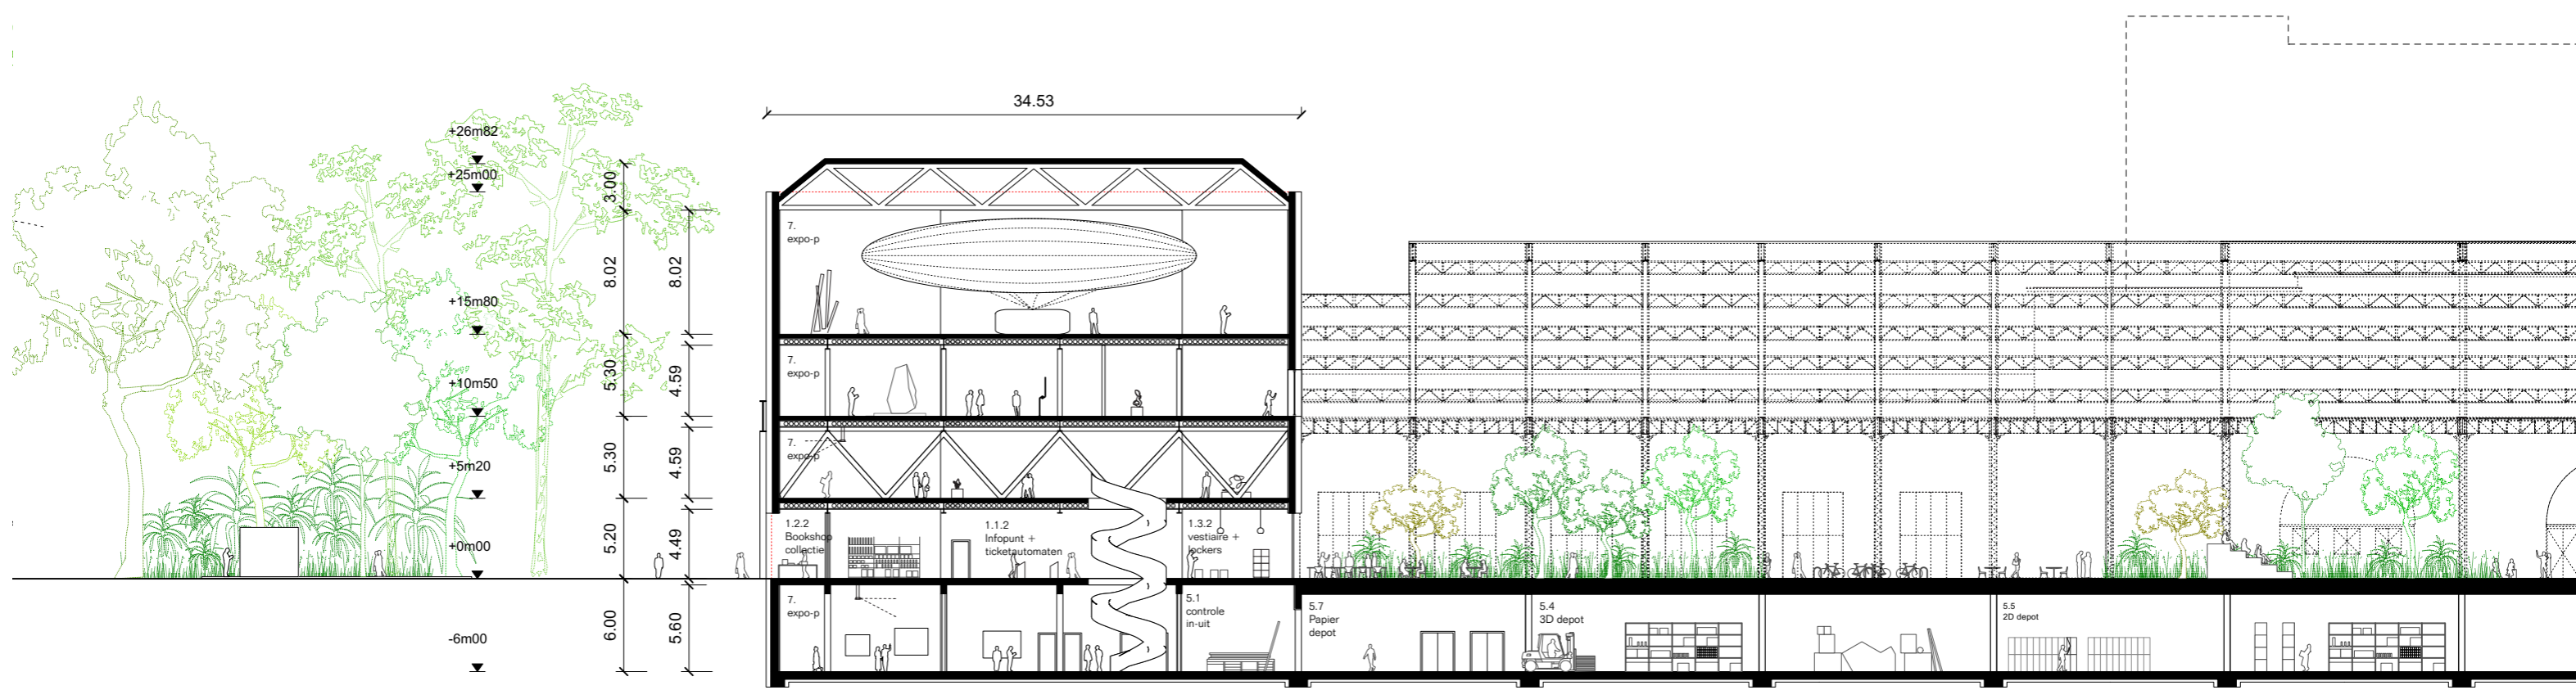 34.53
+26m82
+25m00
3.00
8.02
8.02
7.
expo-p
+15m80
5.30
4.59
7.
expo-p
+10m50
5.30
4.59
7.
expo-p
+5m20
5.20
4.49
1.2.2
Bookshop
collectie
1.1.2
Infopunt +
ticketautomaten
1.3.2
vestiaire +
lockers
+0m00
6.00
5.60
7.
expo-p
5.1
controle
in-uit
5.7
Papier
depot
5.4
3D depot
5.5
2D depot
-6m00